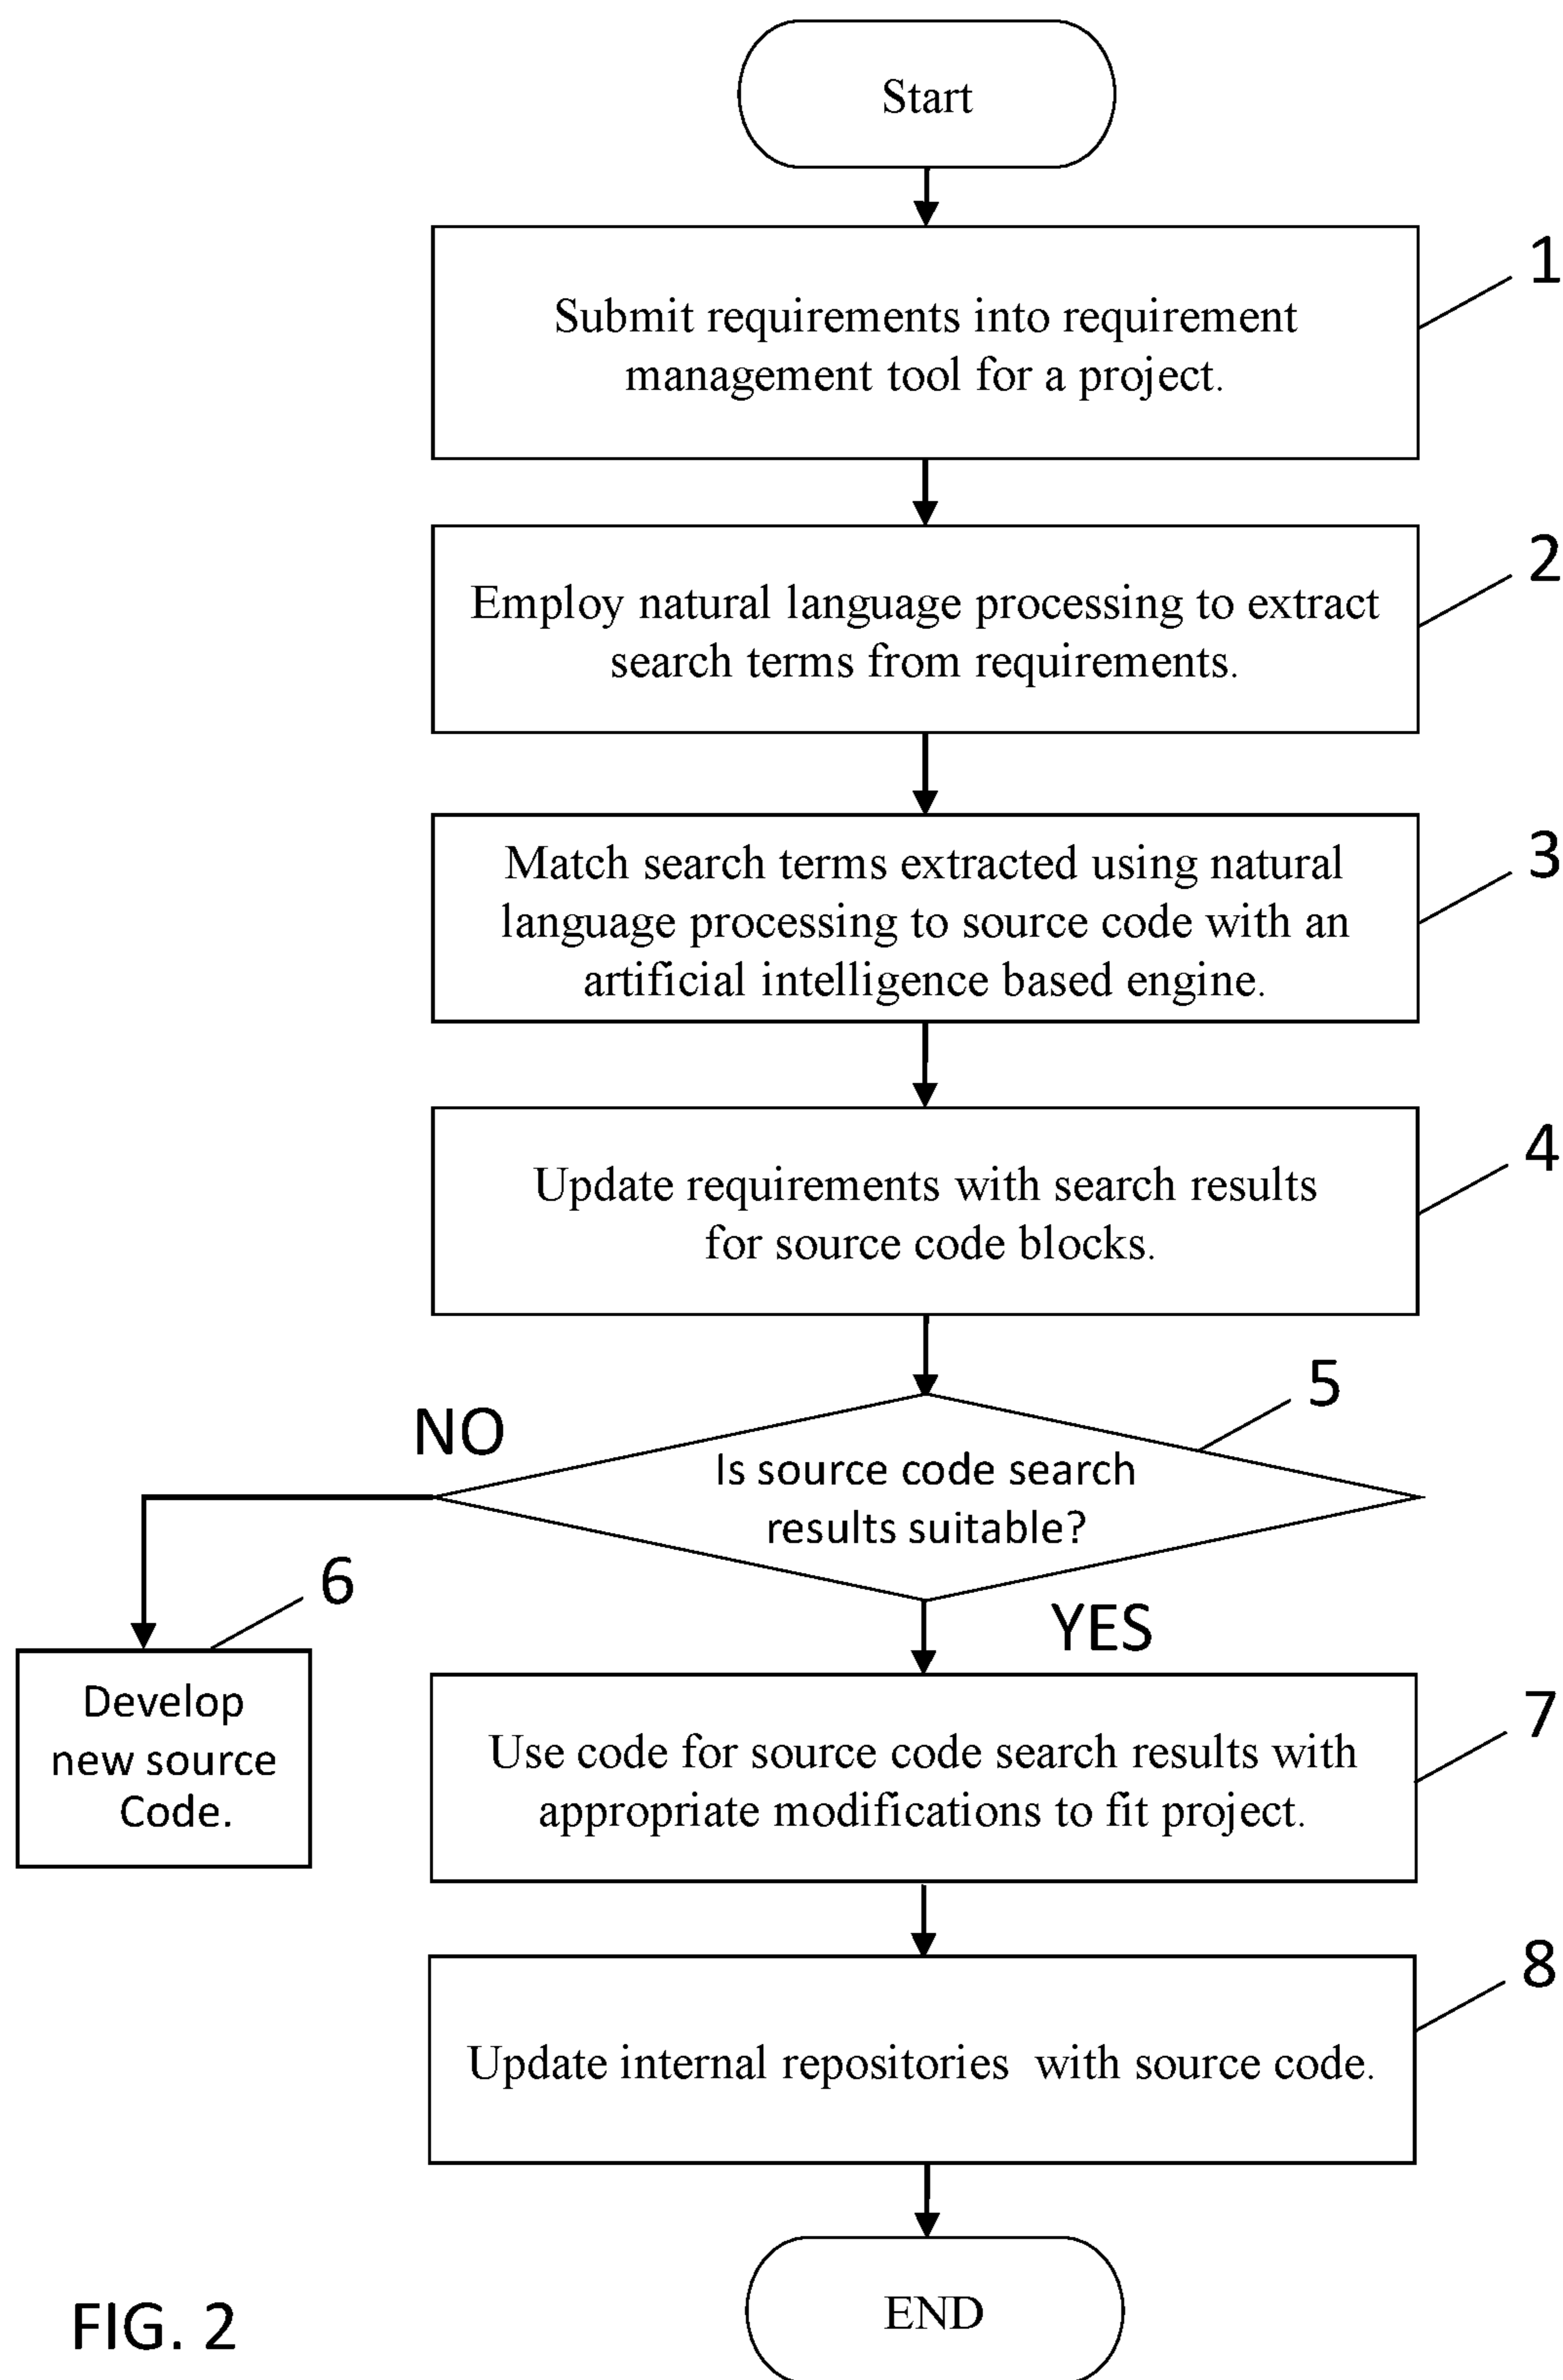 Start
1
Submit requirements into requirement
management tool for a project.
2
Employ natural language processing to extract
search terms from requirements.
3
Match search terms extracted using natural
language processing to source code with an
artificial intelligence based engine.
4
Update requirements with search results
for source code blocks.
5
NO
Is source code search
results suitable?
6
YES
Develop
new source
Code.
7
Use code for source code search results with
appropriate modifications to fit project.
8
Update internal repositories  with source code.
END
FIG. 2